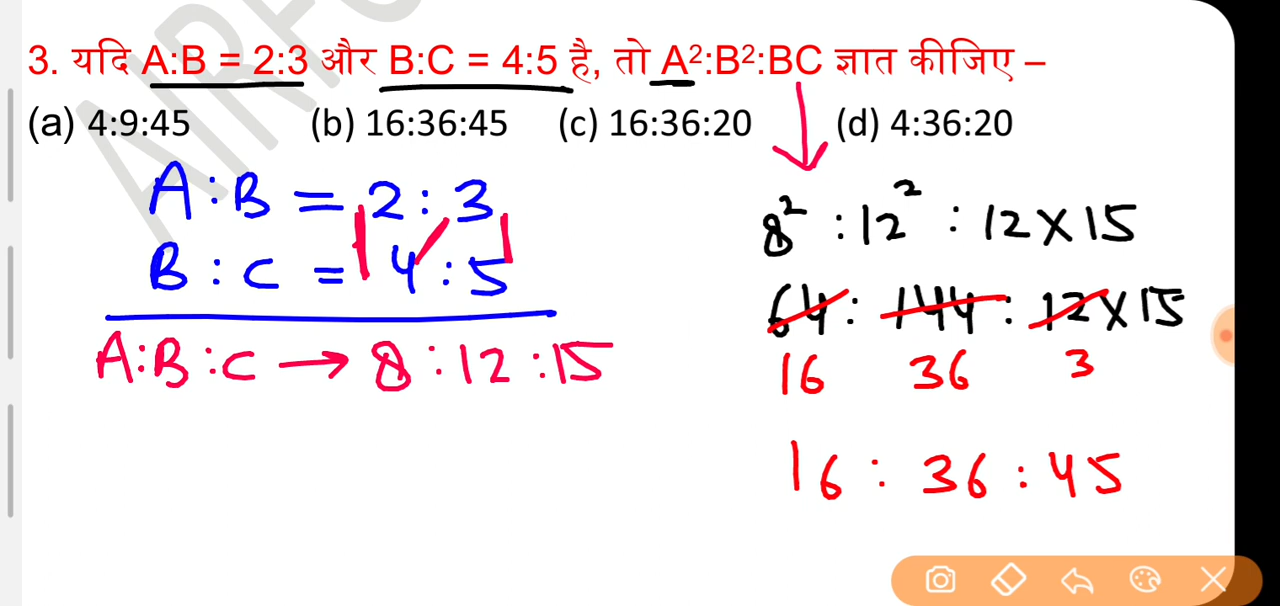 3. यदि A:B = 2:3 और B:C = 4:5 है, तो A²:B²:BC ज्ञात कीजिए –
(a) 4:9:45 (b) 16:36:45 (c) 16:36:20 (d) 4:36:20
A:B = 2:3
B:C = 4:5
A:B:C → 8:12:15
8² : 12² : 12×15
64 : 144 : 12×15
16 36 3
16 : 36 : 45